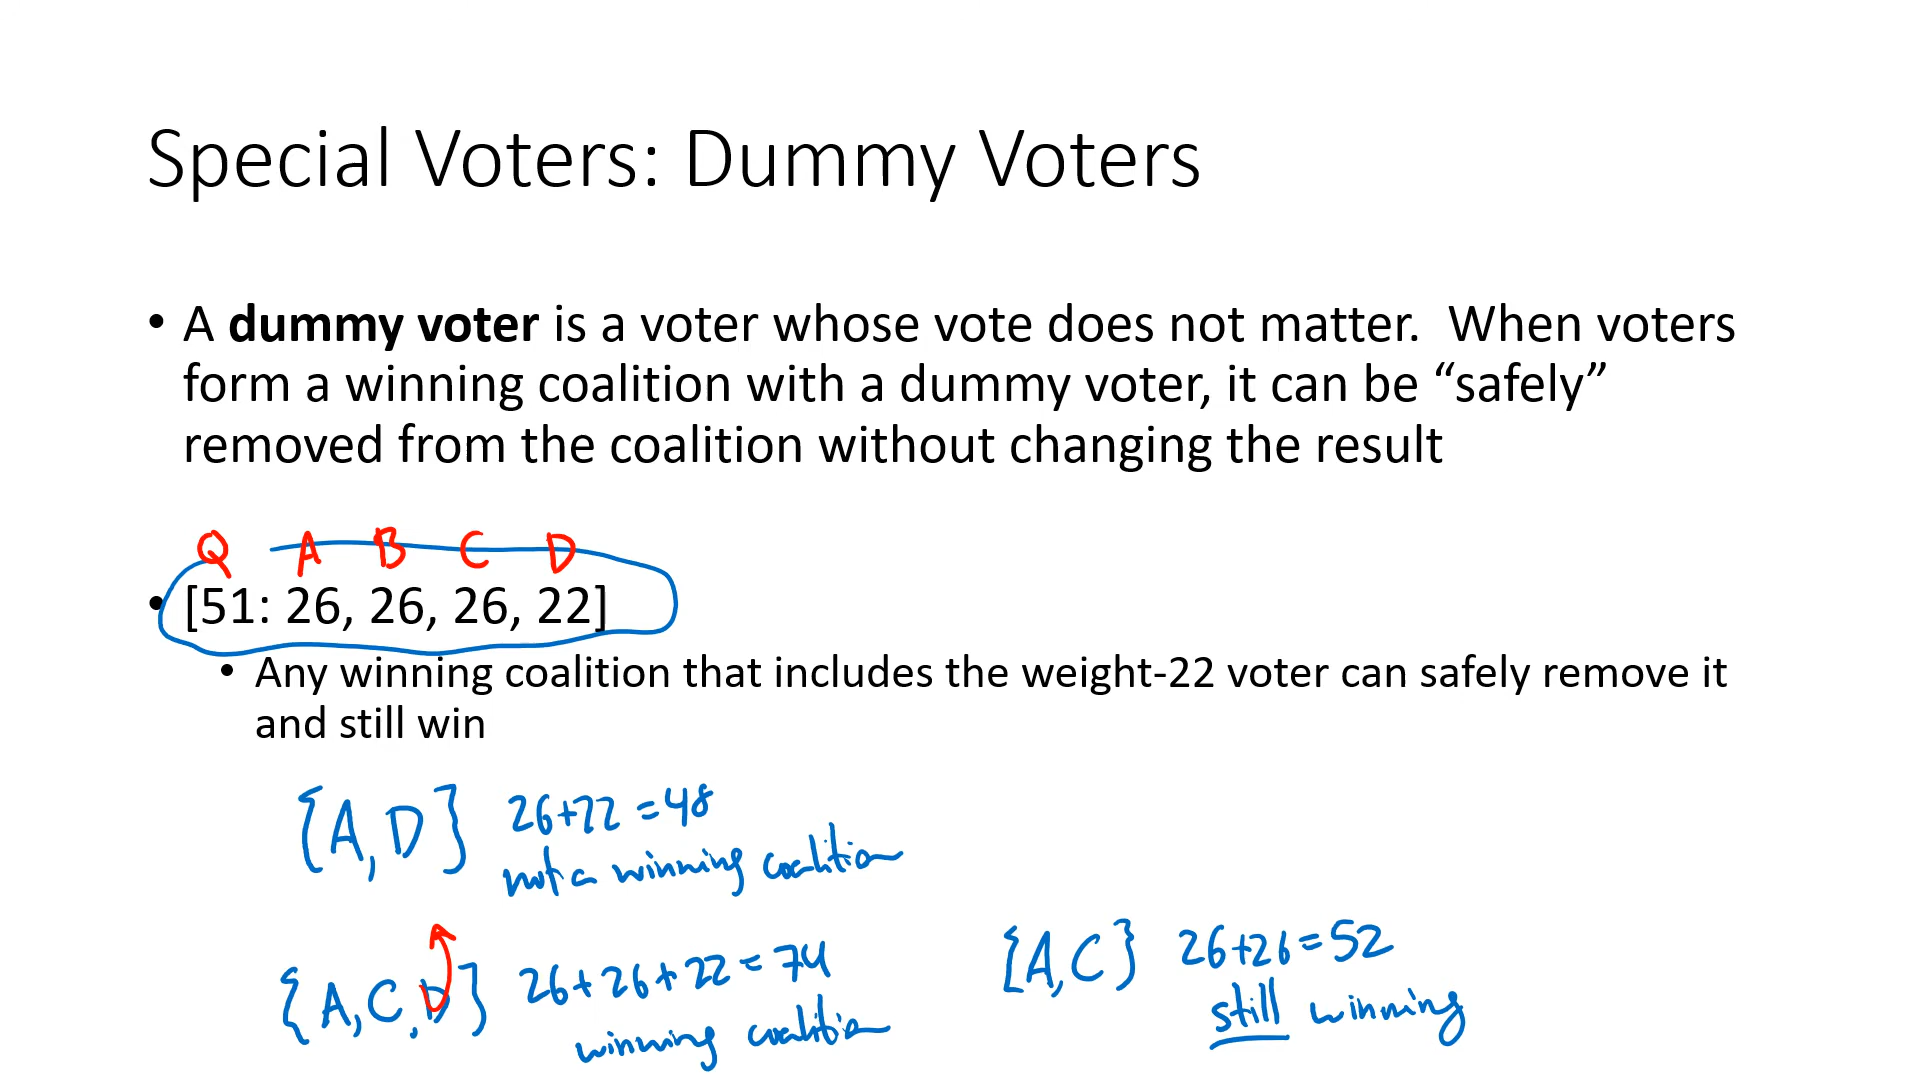 Special Voters: Dummy Voters
• A dummy voter is a voter whose vote does not matter.  When voters
form a winning coalition with a dummy voter, it can be “safely”
removed from the coalition without changing the result
Q A B C D
• [51: 26, 26, 26, 22]
• Any winning coalition that includes the weight-22 voter can safely remove it
and still win
{A, D} 26+22=48
not a winning coalition
{A, C, D} 26+26+22=74
winning coalition
{A, C} 26+26=52
still winning